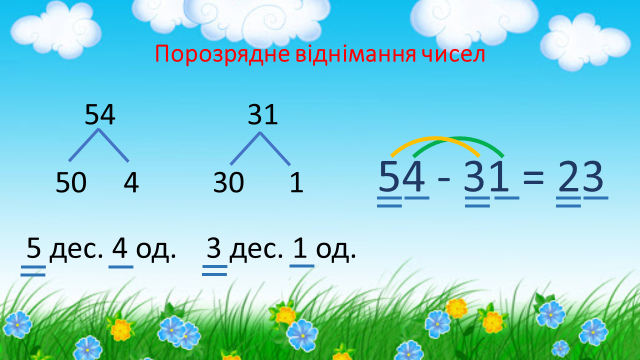 Порозрядне віднімання чисел
54 31
50 4 30 1
54 - 31 = 23
5 дес. 4 од. 3 дес. 1 од.